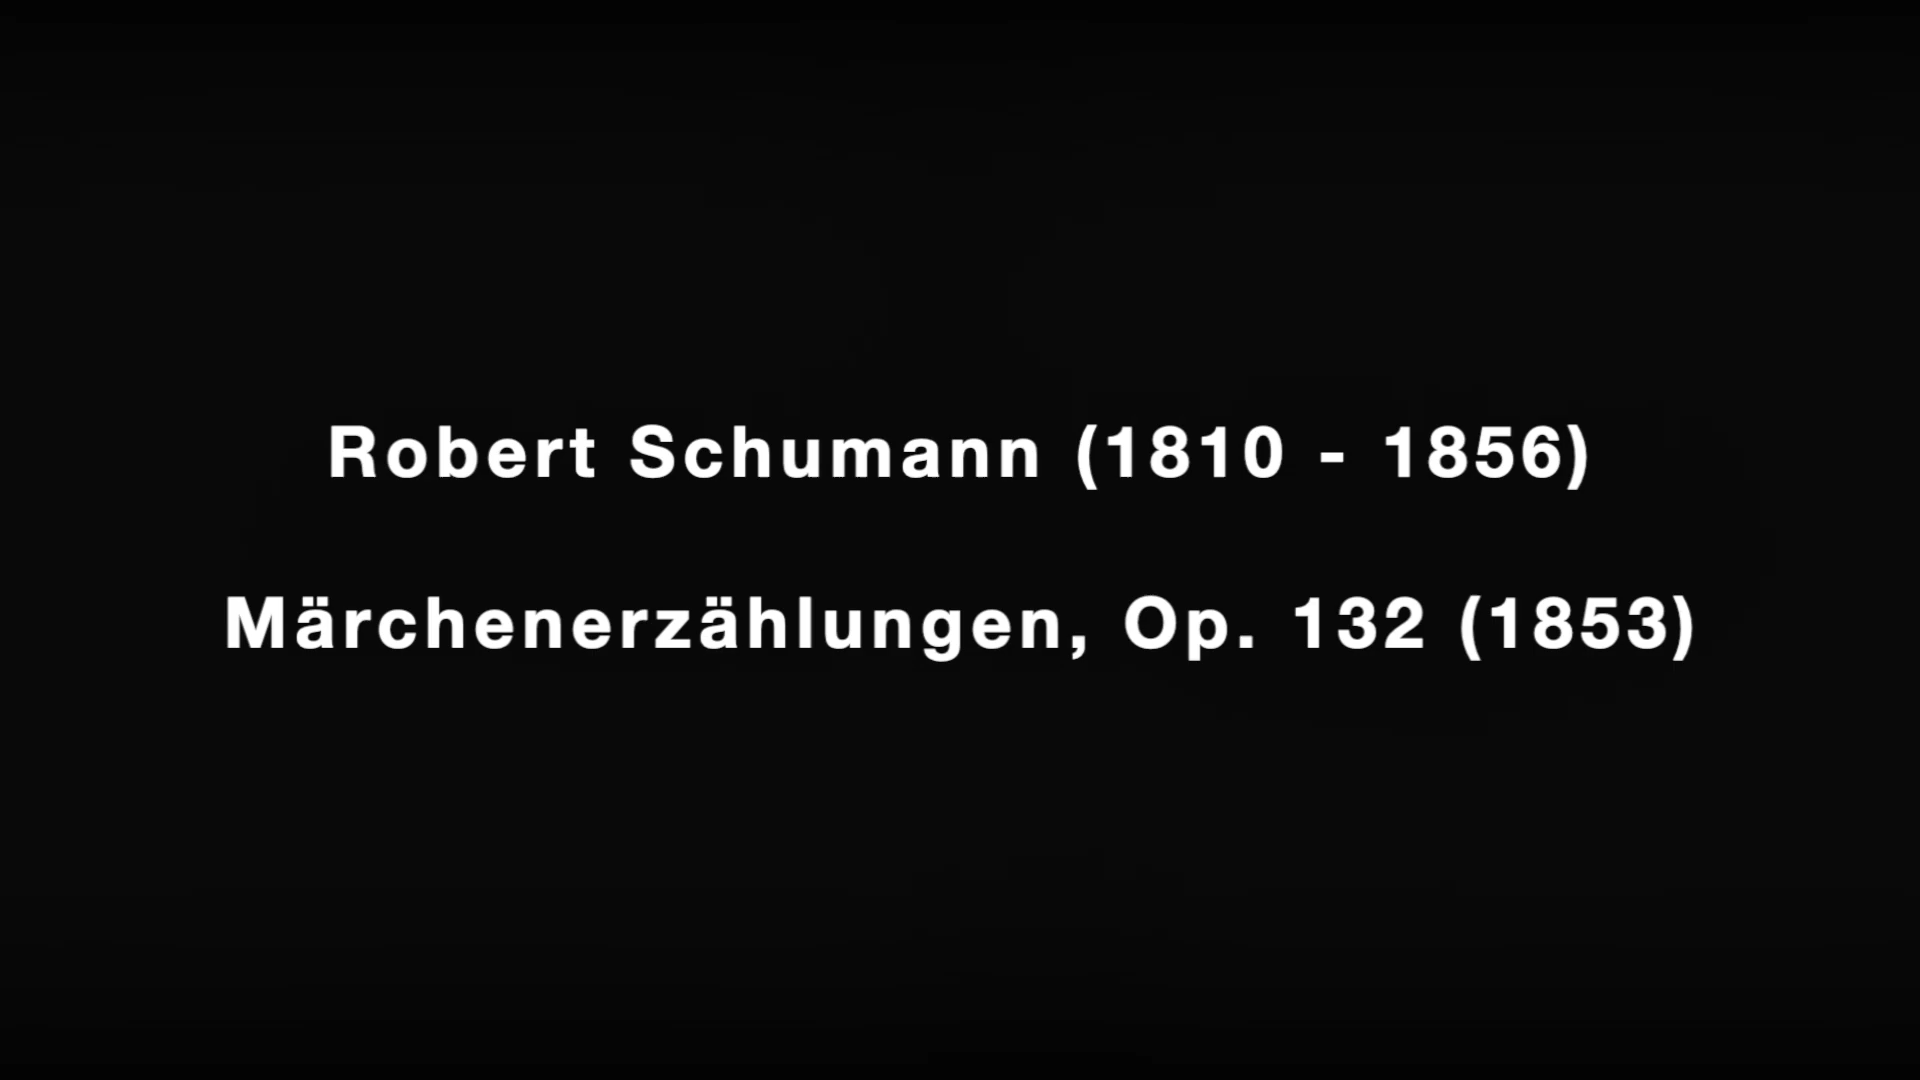 Robert Schumann (1810 - 1856)
Märchenerzählungen, Op. 132 (1853)